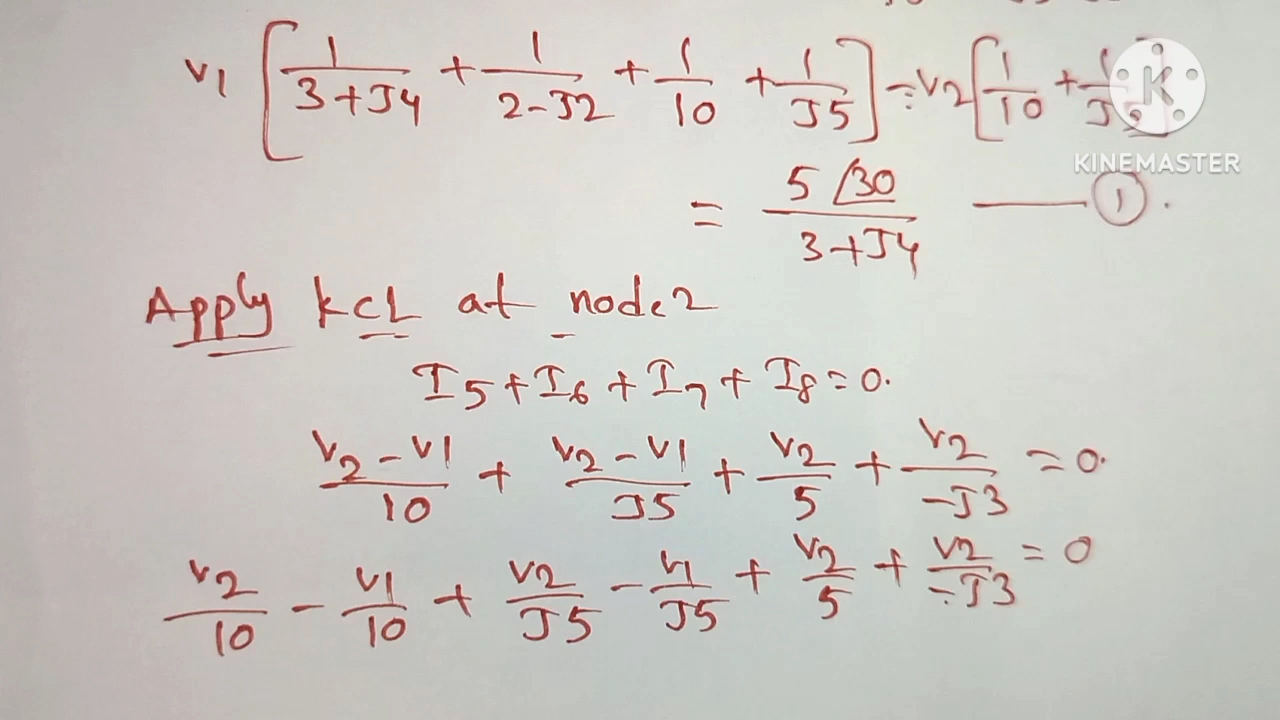 V1 [ 1/(3+J4) + 1/(2-J2) + 1/10 + 1/J5 ] - V2 [ 1/10 + 1/
KINEMASTER
= 5 ∠30/(3+J4) —— ①.
Apply KCL at node2
I5 + I6 + I7 + I8 = 0.
(V2 - V1)/10 + (V2 - V1)/J5 + V2/5 + V2/-J3 = 0.
V2/10 - V1/10 + V2/J5 - V1/J5 + V2/5 + V2/-J3 = 0